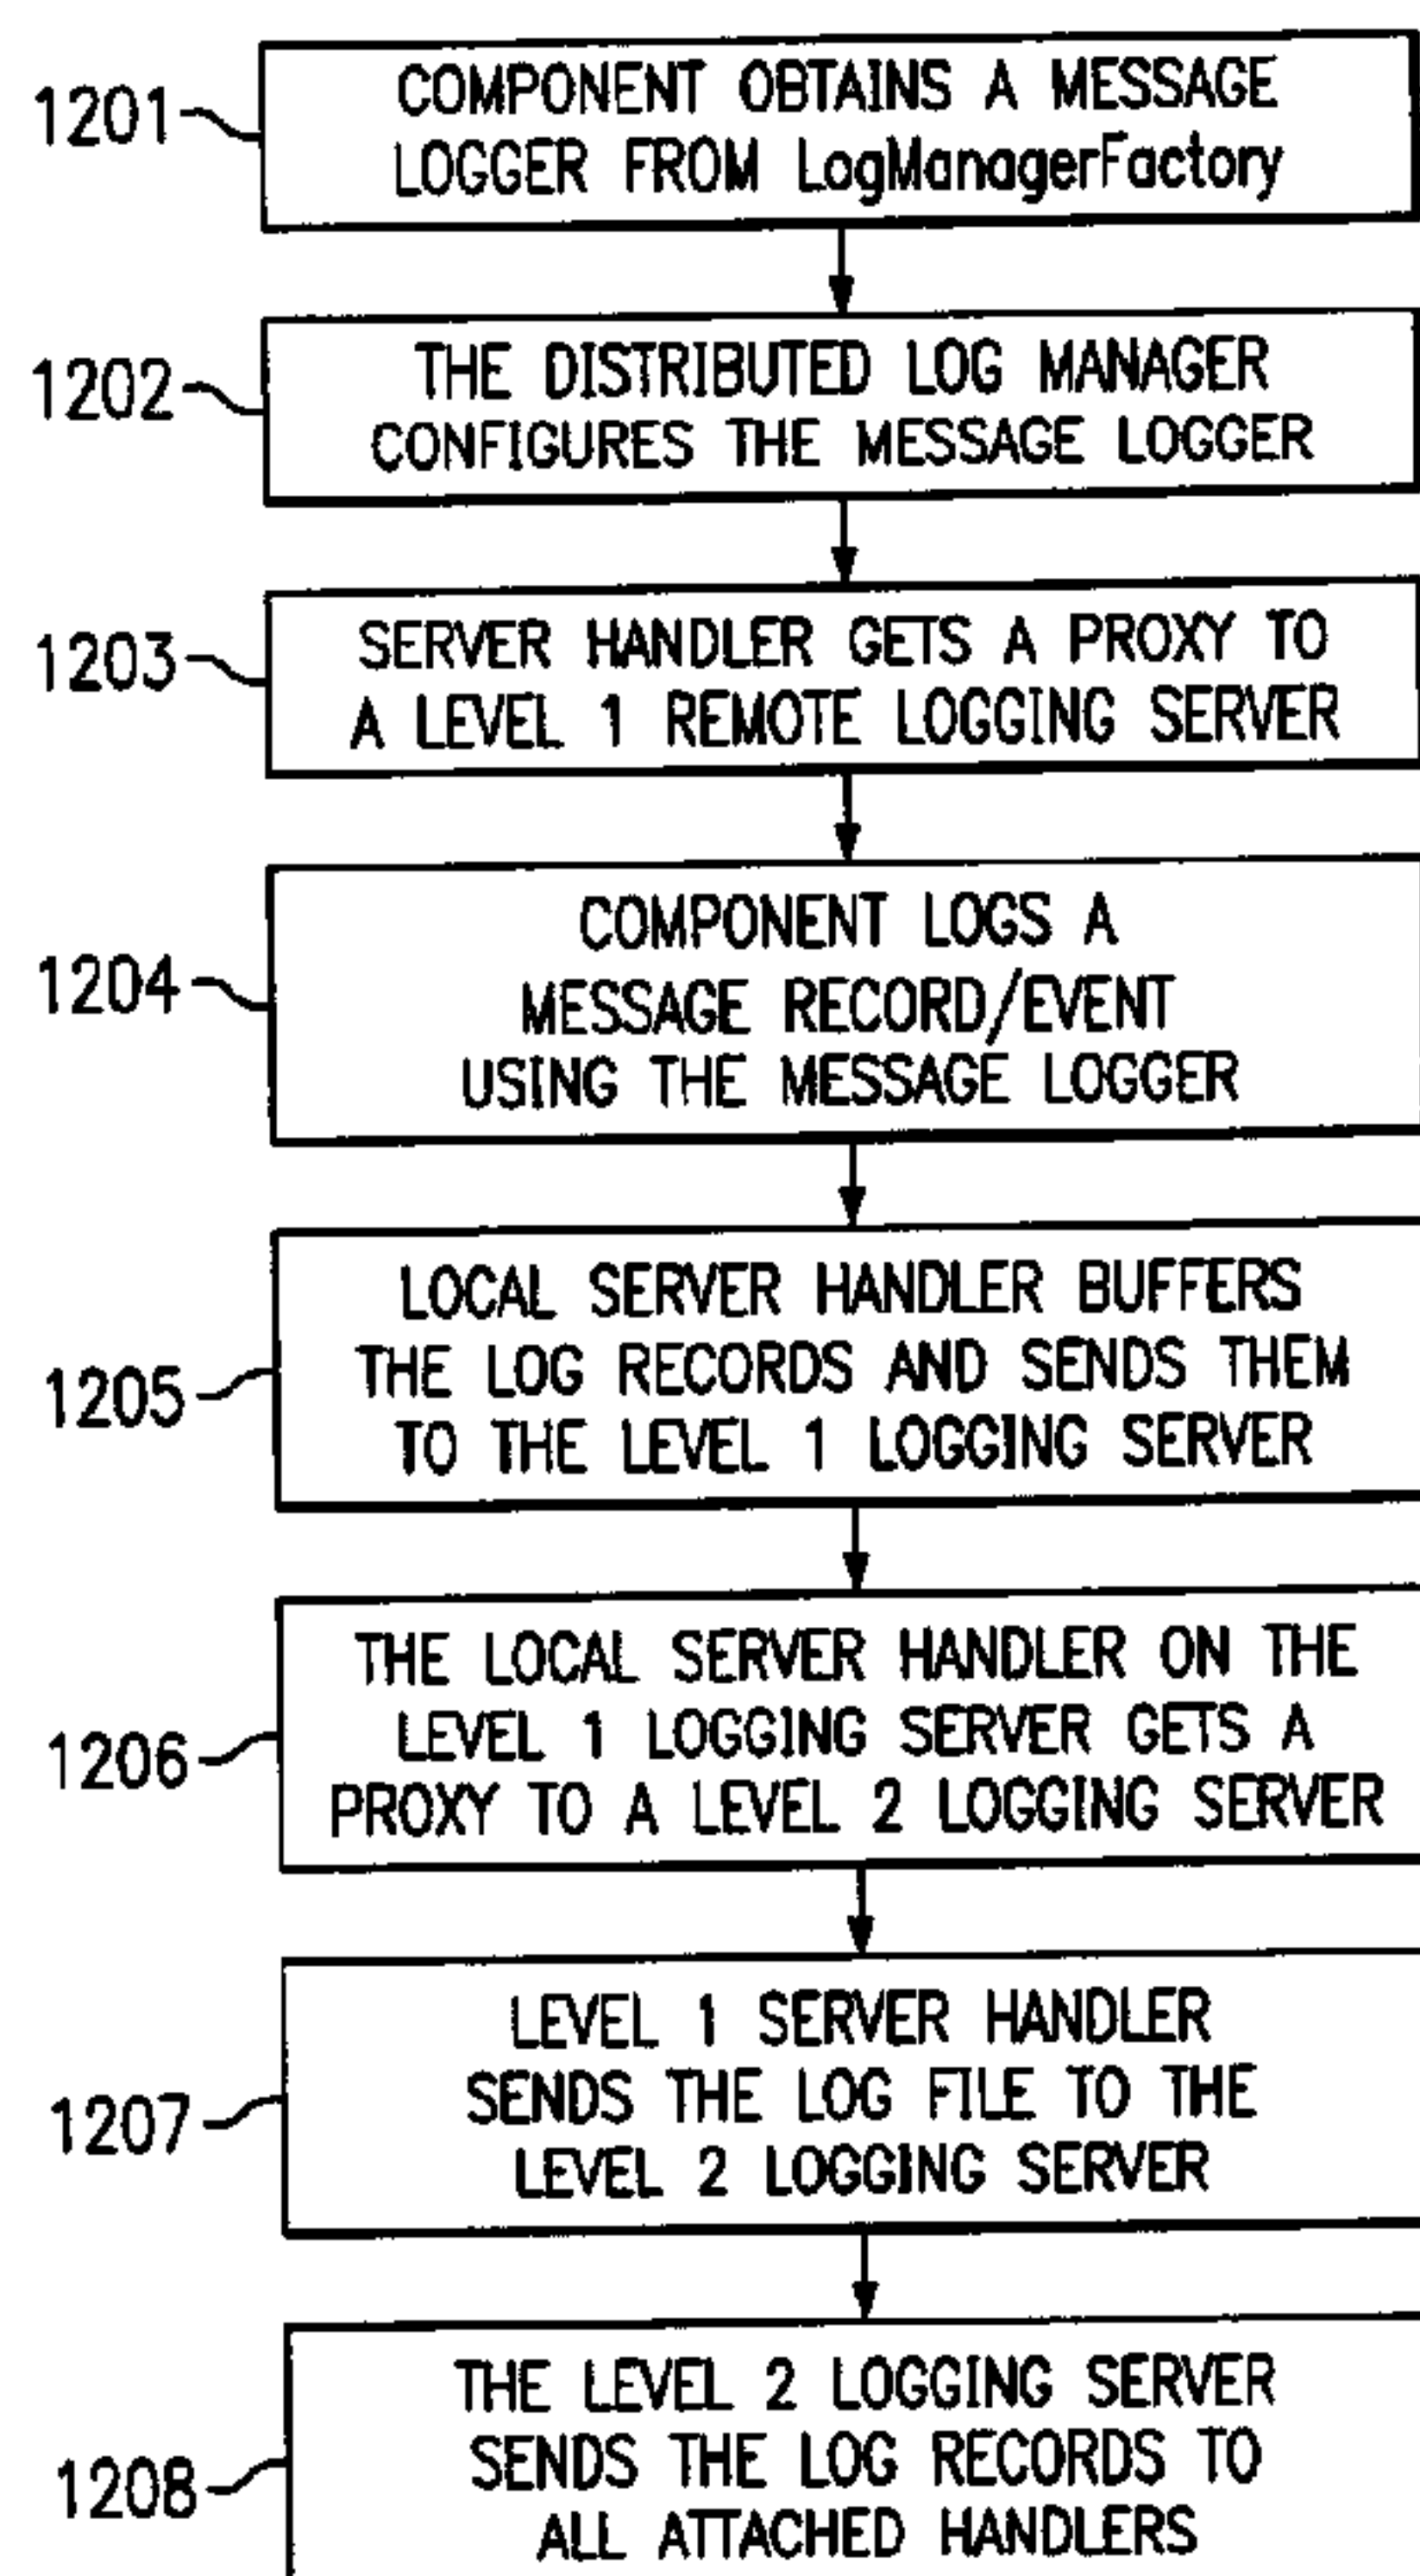 1201
COMPONENT OBTAINS A MESSAGE
LOGGER FROM LogManagerFactory
1202
THE DISTRIBUTED LOG MANAGER
CONFIGURES THE MESSAGE LOGGER
1203
SERVER HANDLER GETS A PROXY TO
A LEVEL 1 REMOTE LOGGING SERVER
1204
COMPONENT LOGS A
MESSAGE RECORD/EVENT
USING THE MESSAGE LOGGER
1205
LOCAL SERVER HANDLER BUFFERS
THE LOG RECORDS AND SENDS THEM
TO THE LEVEL 1 LOGGING SERVER
1206
THE LOCAL SERVER HANDLER ON THE
LEVEL 1 LOGGING SERVER GETS A
PROXY TO A LEVEL 2 LOGGING SERVER
1207
LEVEL 1 SERVER HANDLER
SENDS THE LOG FILE TO THE
LEVEL 2 LOGGING SERVER
1208
THE LEVEL 2 LOGGING SERVER
SENDS THE LOG RECORDS TO
ALL ATTACHED HANDLERS